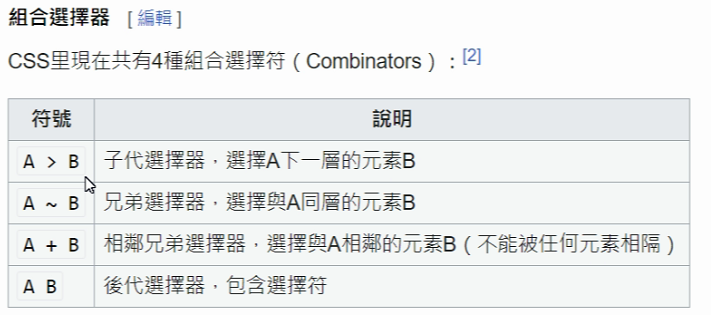 組合選擇器 [編輯]
CSS里現在共有4種組合選擇符（Combinators）：[2]
符號 說明
A > B 子代選擇器，選擇A下一層的元素B
A ~ B 兄弟選擇器，選擇與A同層的元素B
A + B 相鄰兄弟選擇器，選擇與A相鄰的元素B（不能被任何元素相隔）
A B 後代選擇器，包含選擇符